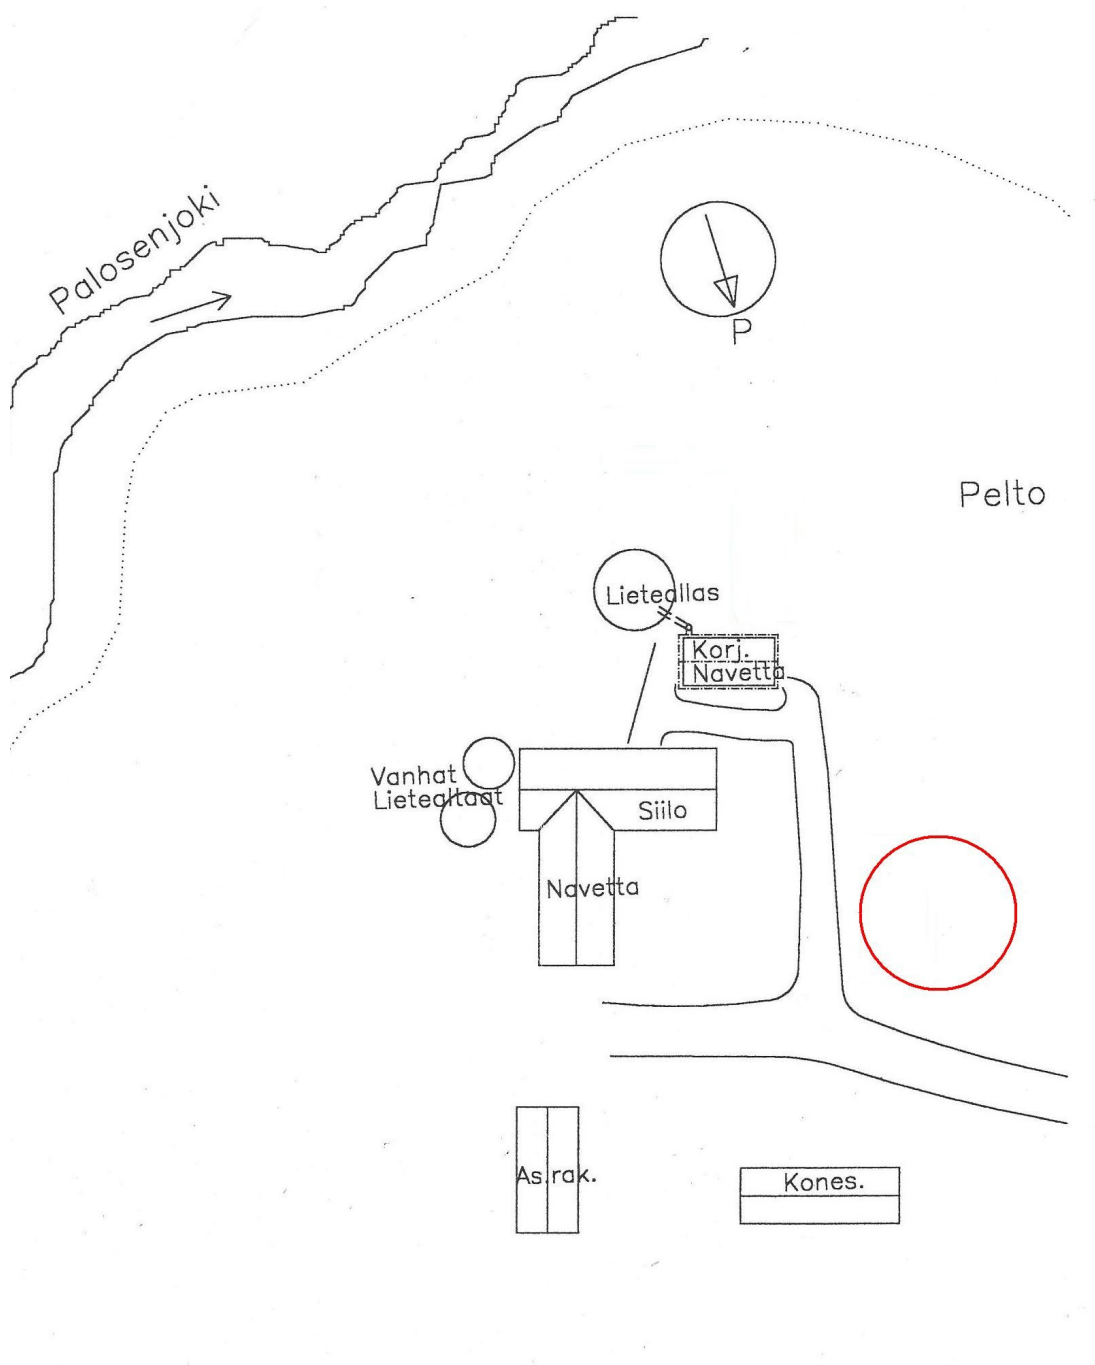 Palosenjoki
P
Pelto
Lieteallas
Korj.
Navetta
Vanhat
Lietealtaat
Siilo
Navetta
As.rak.
Kones.